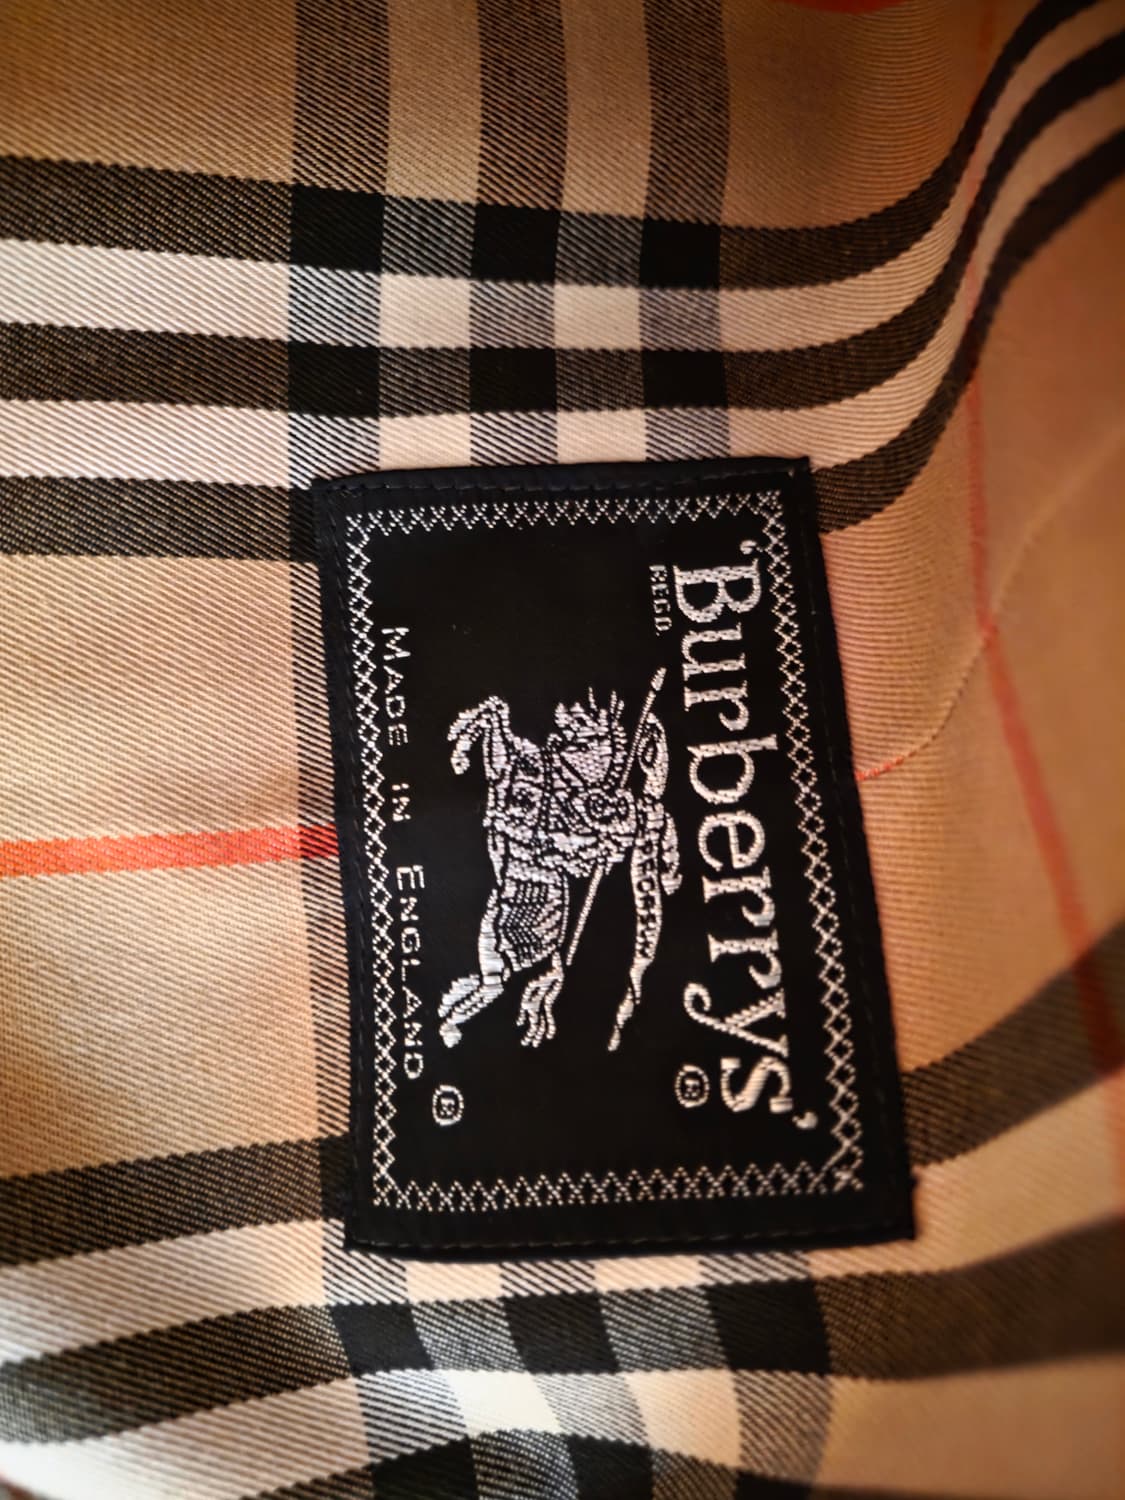 'Burberrys'
REGD. ®
MADE IN ENGLAND ®